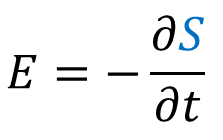 E = −∂S/∂t